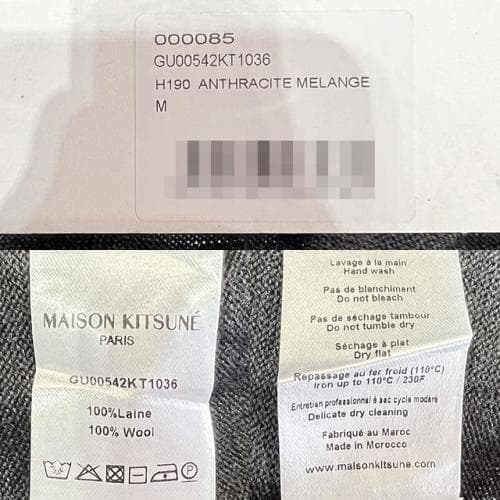 000085
GU00542KT1036
H190 ANTHRACITE MELANGE
M
MAISON KITSUNÉ
PARIS
GU00542KT1036
100%Laine
100% Wool
P
Lavage à la main
Hand wash
Pas de blanchiment
Do not bleach
Pas de séchage tambour
Do not tumble dry
Séchage à plat
Dry flat
Repassage au fer froid (110°C)
Iron up to 110°C / 230F
Entretien professionnel à sec cycle modéré
Delicate dry cleaning
Fabriqué au Maroc
Made in Morocco
www.maisonkitsune.com